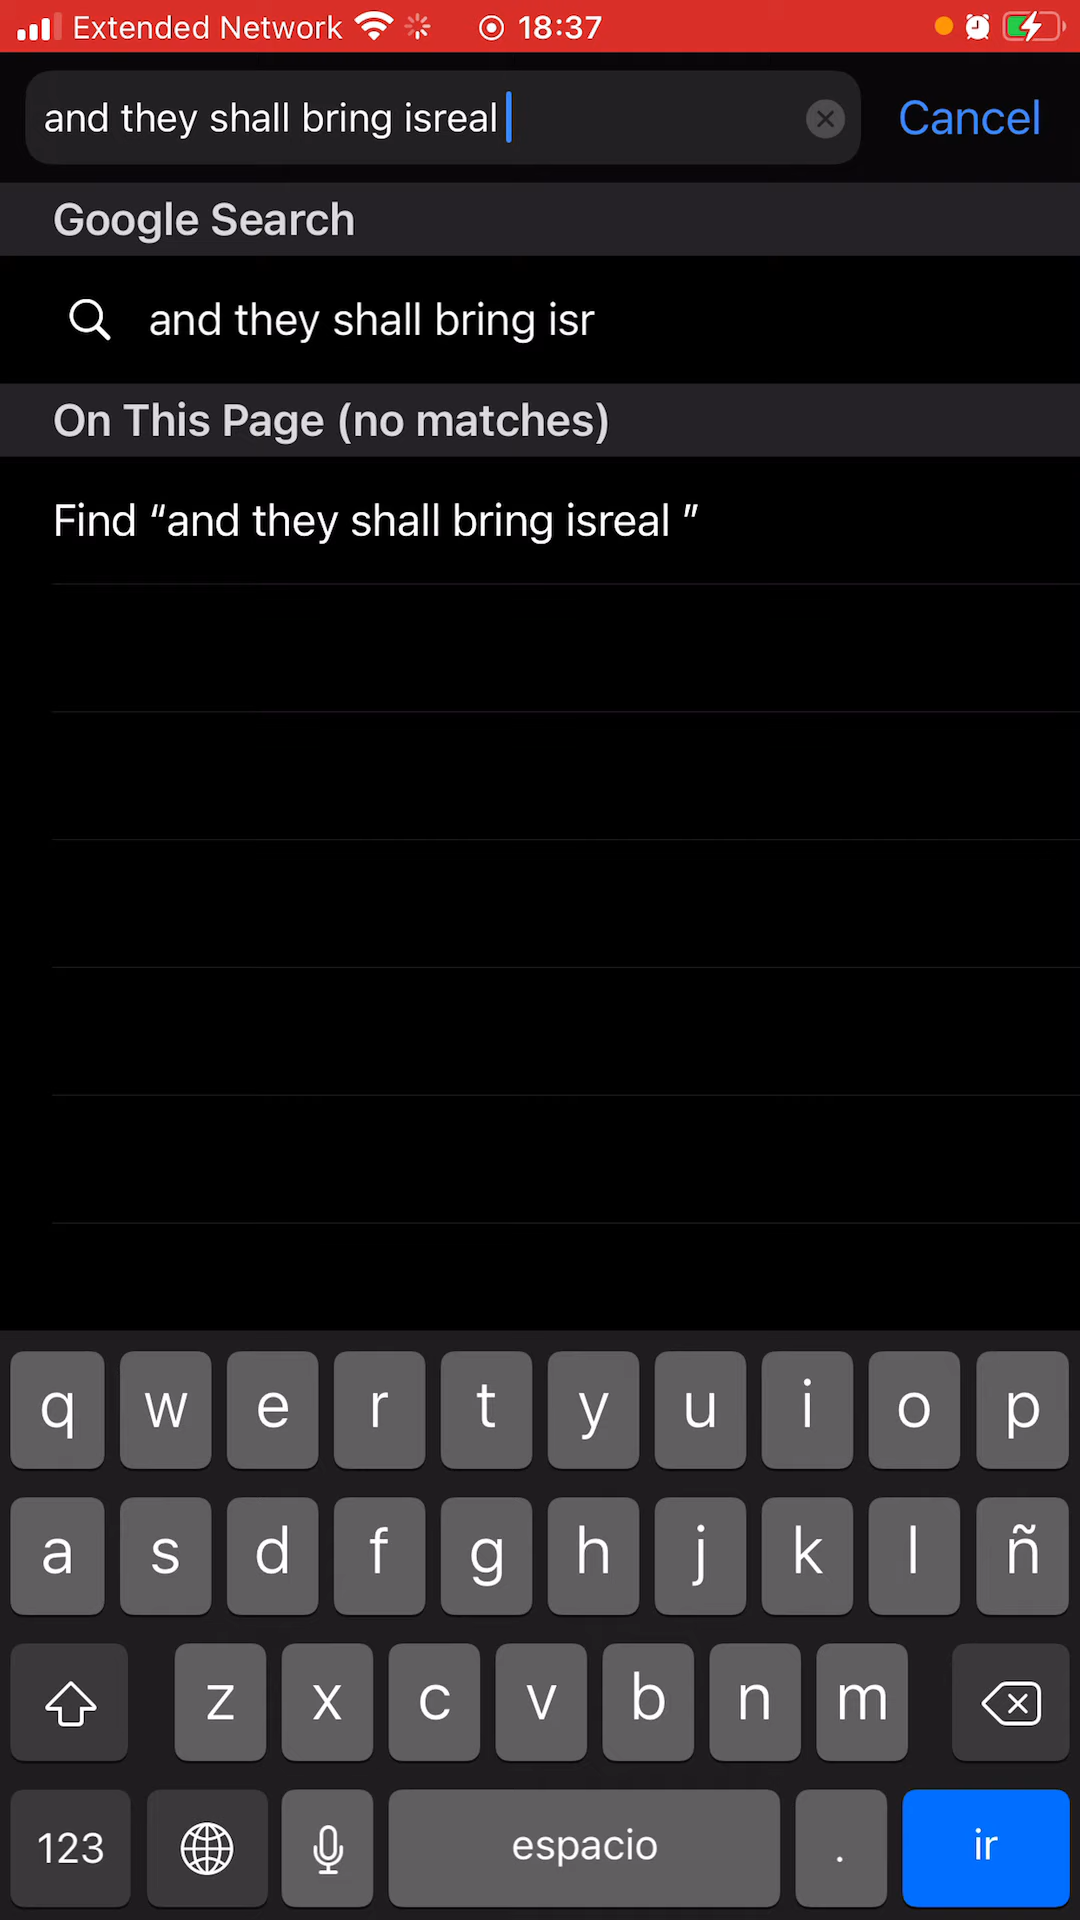 Extended Network 18:37
and they shall bring isreal Cancel
Google Search
and they shall bring isr
On This Page (no matches)
Find “and they shall bring isreal ”
q w e r t y u i o p
a s d f g h j k l ñ
z x c v b n m
123 espacio . ir